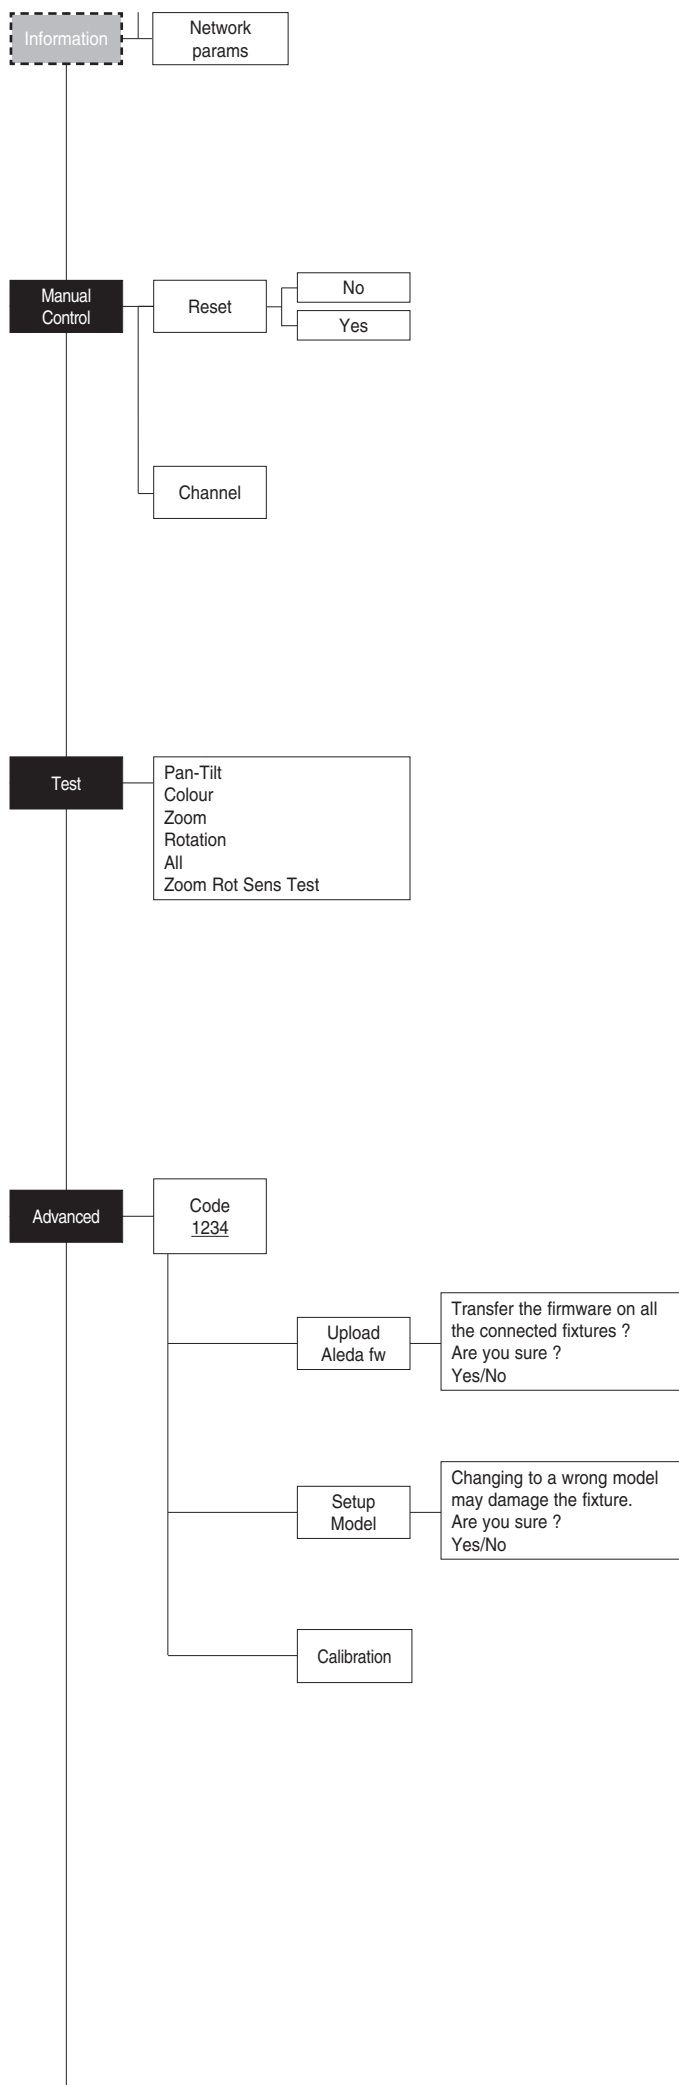 Information
Network
params
Manual
Control
Reset
No
Yes
Channel
Test
Pan-Tilt
Colour
Zoom
Rotation
All
Zoom Rot Sens Test
Advanced
Code
1234
Upload
Aleda fw
Transfer the firmware on all
the connected fixtures ?
Are you sure ?
Yes/No
Setup
Model
Changing to a wrong model
may damage the fixture.
Are you sure ?
Yes/No
Calibration